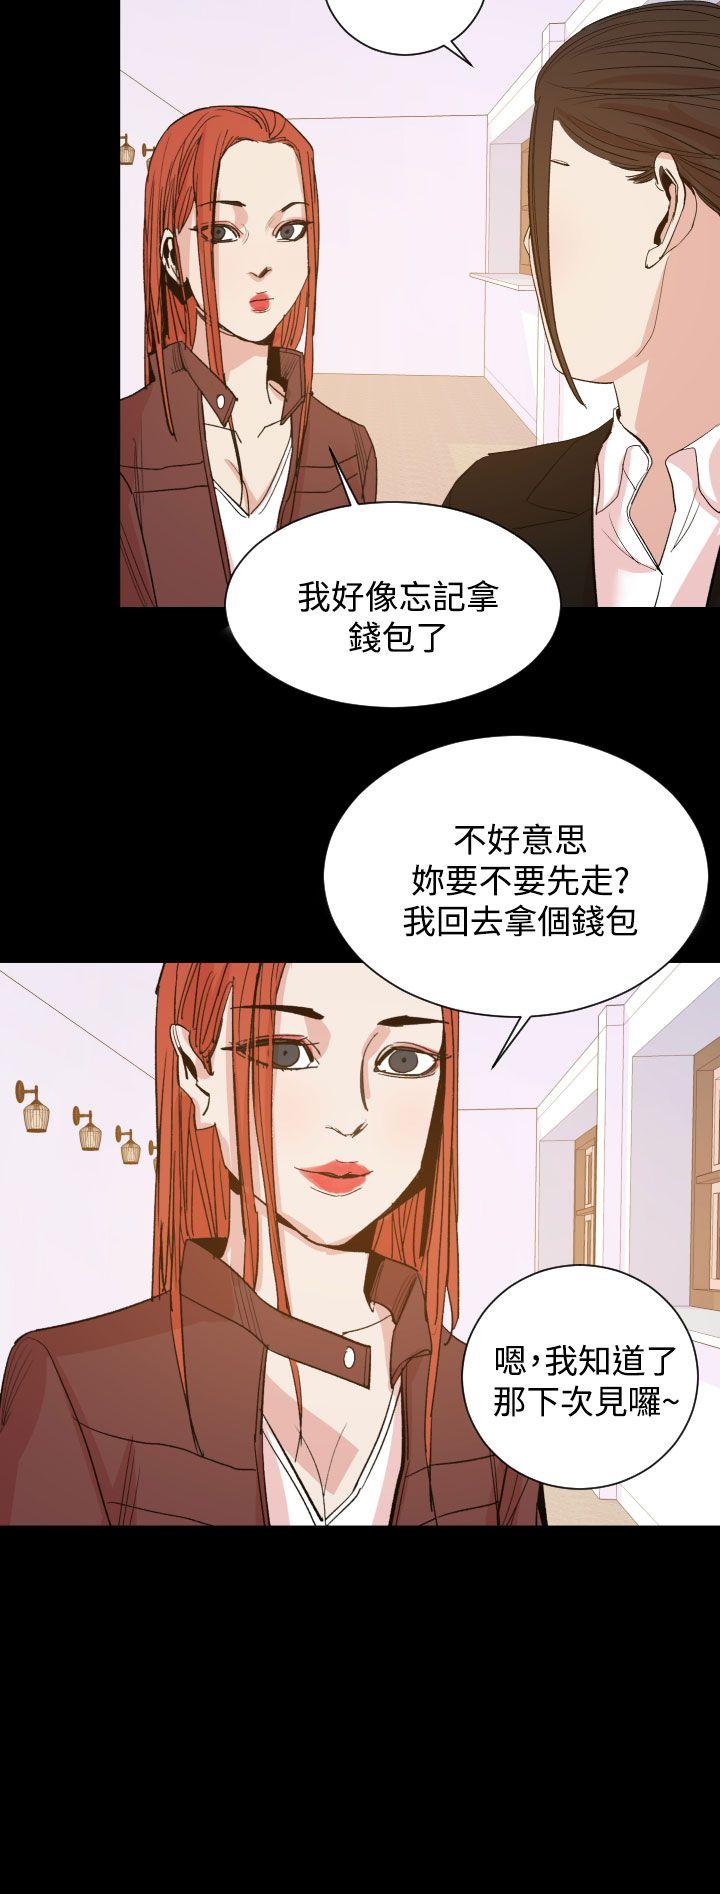 我好像忘記拿
錢包了
不好意思
妳要不要先走?
我回去拿個錢包
嗯,我知道了
那下次見囉~